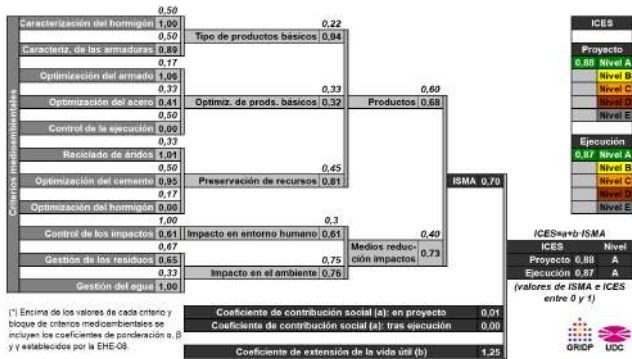 0,50
Caracterización del hormigón 1,00
0,50
Caracteriz. de las armaduras 0,89
0,17
Optimización del armado 1,06
0,33
Optimización del acero 0,41
0,50
Control de la ejecución 0,00
0,33
Reciclado de áridos 1,01
0,50
Optimización del cemento 0,95
0,17
Optimización del hormigón 0,00
1,00
Control de los impactos 0,61
0,67
Gestión de los residuos 0,65
0,33
Gestión del agua 1,00
Criterios medioambientales
0,22
Tipo de productos básicos 0,94
0,33
Optimiz. de prods. básicos 0,32
0,45
Preservación de recursos 0,81
0,3
Impacto en entorno humano 0,61
0,75
Impacto en el ambiente 0,76
0,60
Productos 0,68
0,40
Medios reduc-
ción impactos 0,73
ISMA 0,70
ICES
Proyecto
0,88 Nivel A
Nivel B
Nivel C
Nivel D
Nivel E
Ejecución
0,87 Nivel A
Nivel B
Nivel C
Nivel D
Nivel E
ICES=a+b·ISMA
ICES Nivel
Proyecto 0,88 A
Ejecución 0,87 A
(valores de ISMA e ICES
entre 0 y 1)
(*) Encima de los valores de cada criterio y
bloque de criterios medioambientales se
incluyen los coeficientes de ponderación α, β
y γ establecidos por la EHE-08.
Coeficiente de contribución social (a): en proyecto 0,01
Coeficiente de contribución social (a): tras ejecución 0,00
Coeficiente de extensión de la vida útil (b) 1,25
GRIDP
UDC